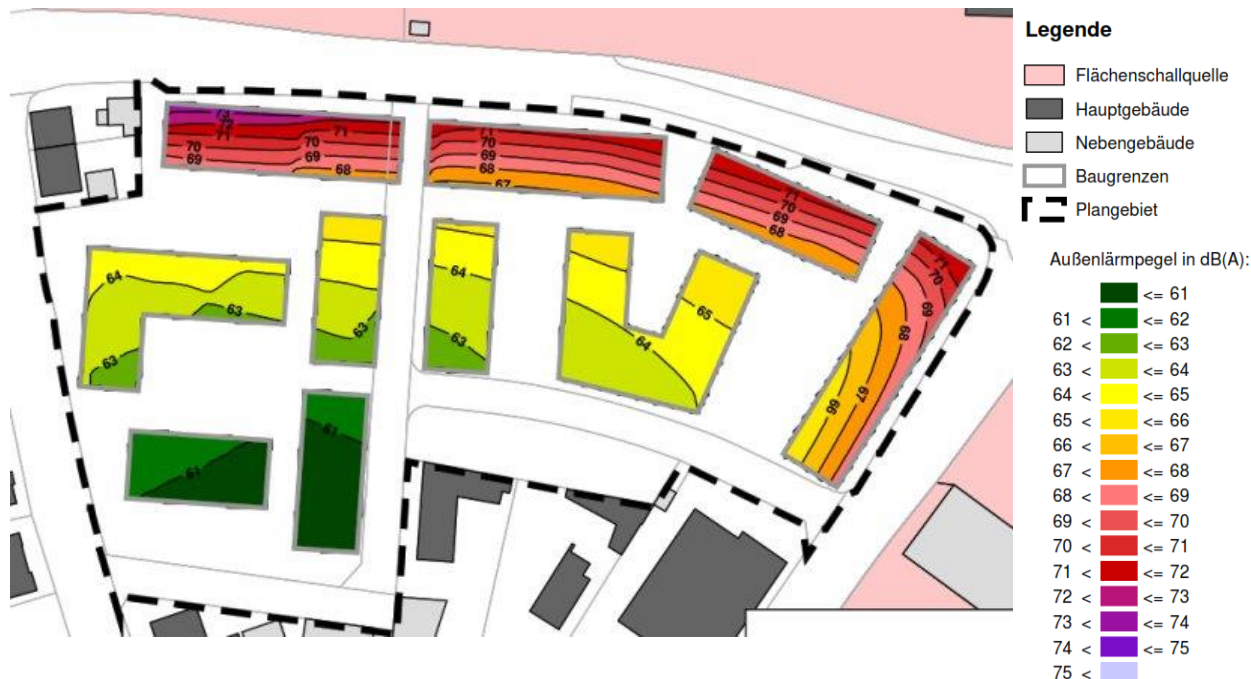 Legende
Flächenschallquelle
Hauptgebäude
Nebengebäude
Baugrenzen
Plangebiet
Außenlärmpegel in dB(A):
<= 61
61 < <= 62
62 < <= 63
63 < <= 64
64 < <= 65
65 < <= 66
66 < <= 67
67 < <= 68
68 < <= 69
69 < <= 70
70 < <= 71
71 < <= 72
72 < <= 73
73 < <= 74
74 < <= 75
75 <
71
70
69
69
68
71
70
69
68
67
71
70
69
68
71
70
69
68
67
66
64
63
63
63
64
63
64
65
61
61